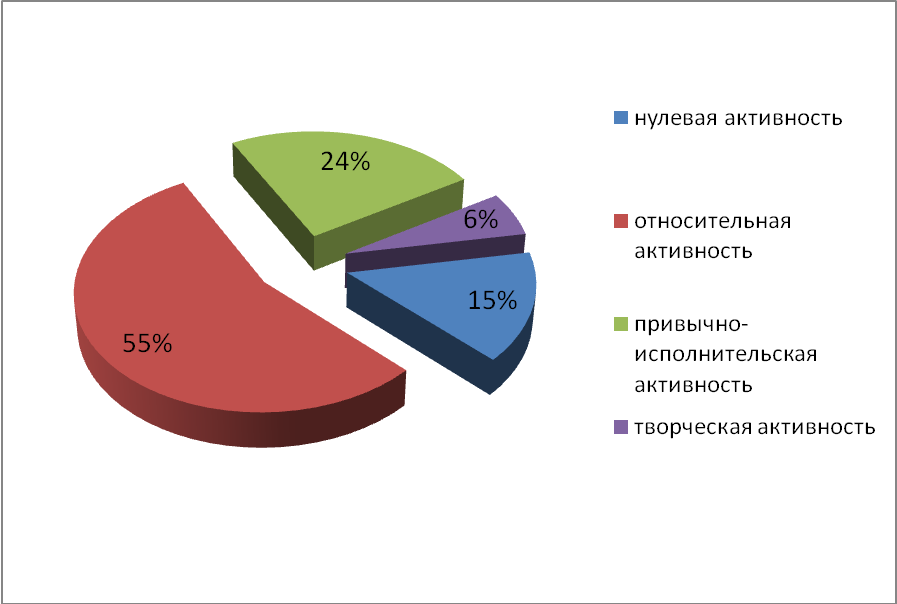 24%
6%
15%
55%
нулевая активность
относительная
активность
привычно-
исполнительская
активность
творческая активность